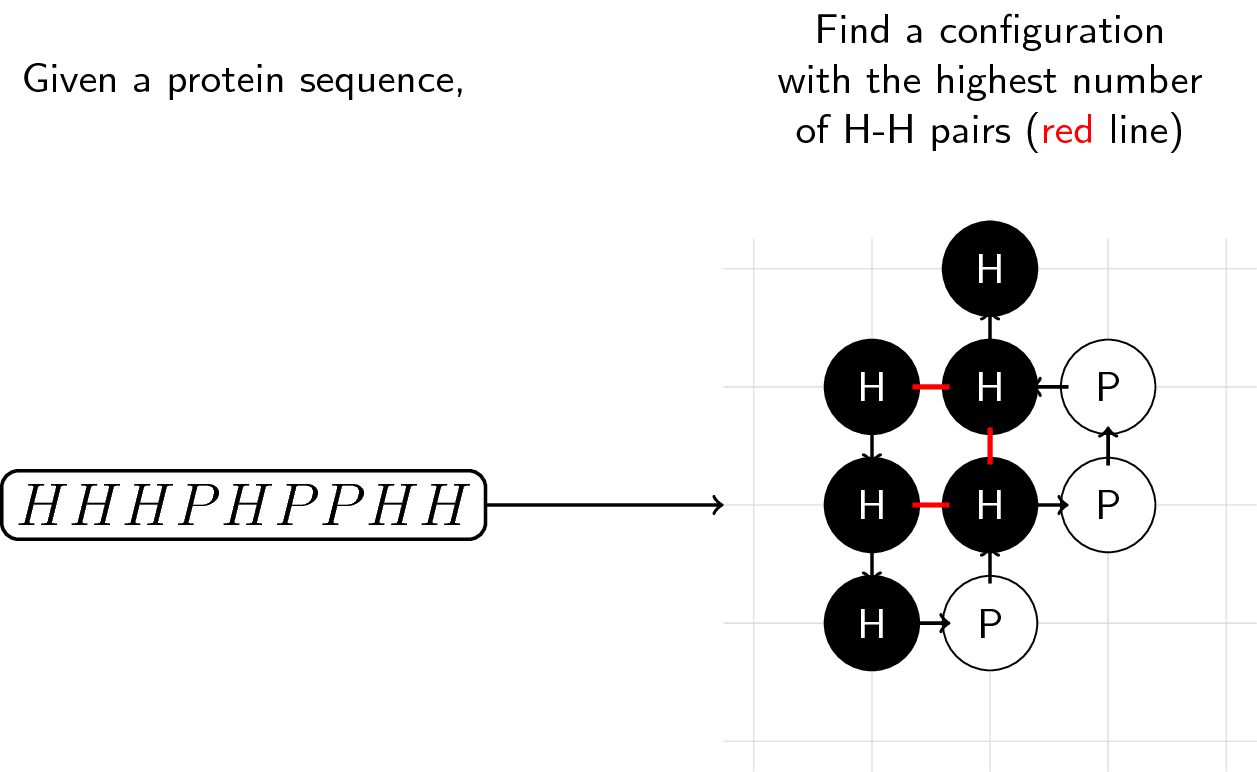 Given a protein sequence,
Find a configuration
with the highest number
of H-H pairs (red line)
H
H H P
HHHPHPPHH
H H P
H P